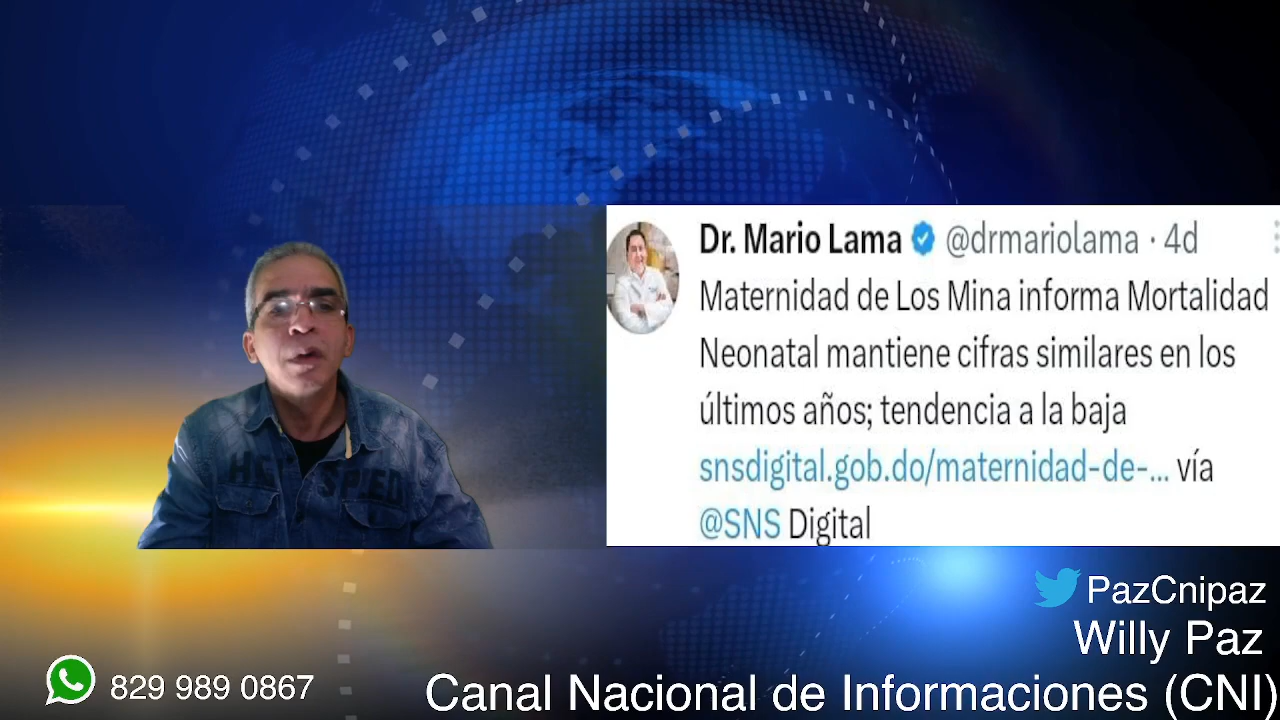 Dr. Mario Lama @drmariolama · 4d
Maternidad de Los Mina informa Mortalidad
Neonatal mantiene cifras similares en los
últimos años; tendencia a la baja
snsdigital.gob.do/maternidad-de-... vía
@SNS Digital
PazCnipaz
Willy Paz
829 989 0867
Canal Nacional de Informaciones (CNI)